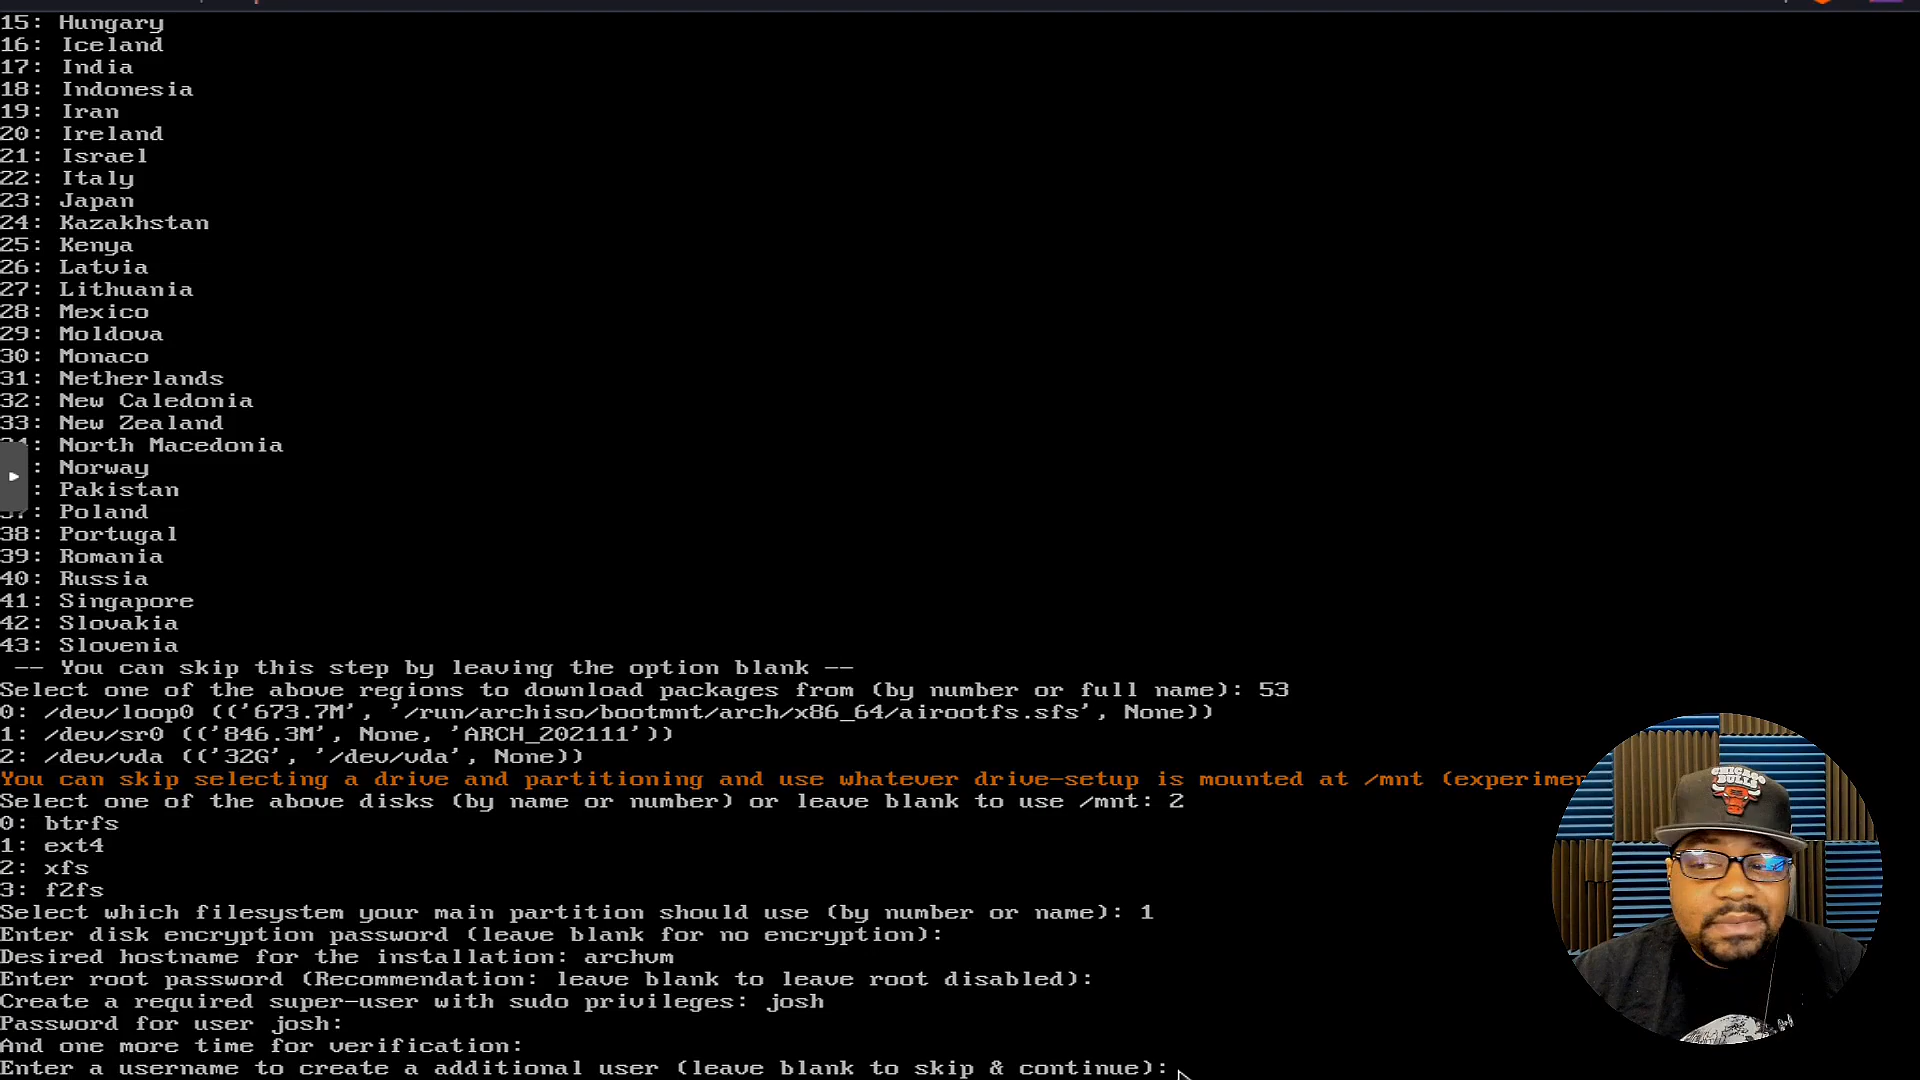 15: Hungary
16: Iceland
17: India
18: Indonesia
19: Iran
20: Ireland
21: Israel
22: Italy
23: Japan
24: Kazakhstan
25: Kenya
26: Latvia
27: Lithuania
28: Mexico
29: Moldova
30: Monaco
31: Netherlands
32: New Caledonia
33: New Zealand
: North Macedonia
: Norway
: Pakistan
: Poland
38: Portugal
39: Romania
40: Russia
41: Singapore
42: Slovakia
43: Slovenia
-- You can skip this step by leaving the option blank --
Select one of the above regions to download packages from (by number or full name): 53
0: /dev/loop0 (('673.7M', '/run/archiso/bootmnt/arch/x86_64/airootfs.sfs', None))
1: /dev/sr0 (('846.3M', None, 'ARCH_202111'))
2: /dev/vda (('32G', '/dev/vda', None))
You can skip selecting a drive and partitioning and use whatever drive-setup is mounted at /mnt (experimen
Select one of the above disks (by name or number) or leave blank to use /mnt: 2
0: btrfs
1: ext4
2: xfs
3: f2fs
Select which filesystem your main partition should use (by number or name): 1
Enter disk encryption password (leave blank for no encryption):
Desired hostname for the installation: archvm
Enter root password (Recommendation: leave blank to leave root disabled):
Create a required super-user with sudo privileges: josh
Password for user josh:
And one more time for verification:
Enter a username to create a additional user (leave blank to skip & continue):
CHICAGO
BULLS